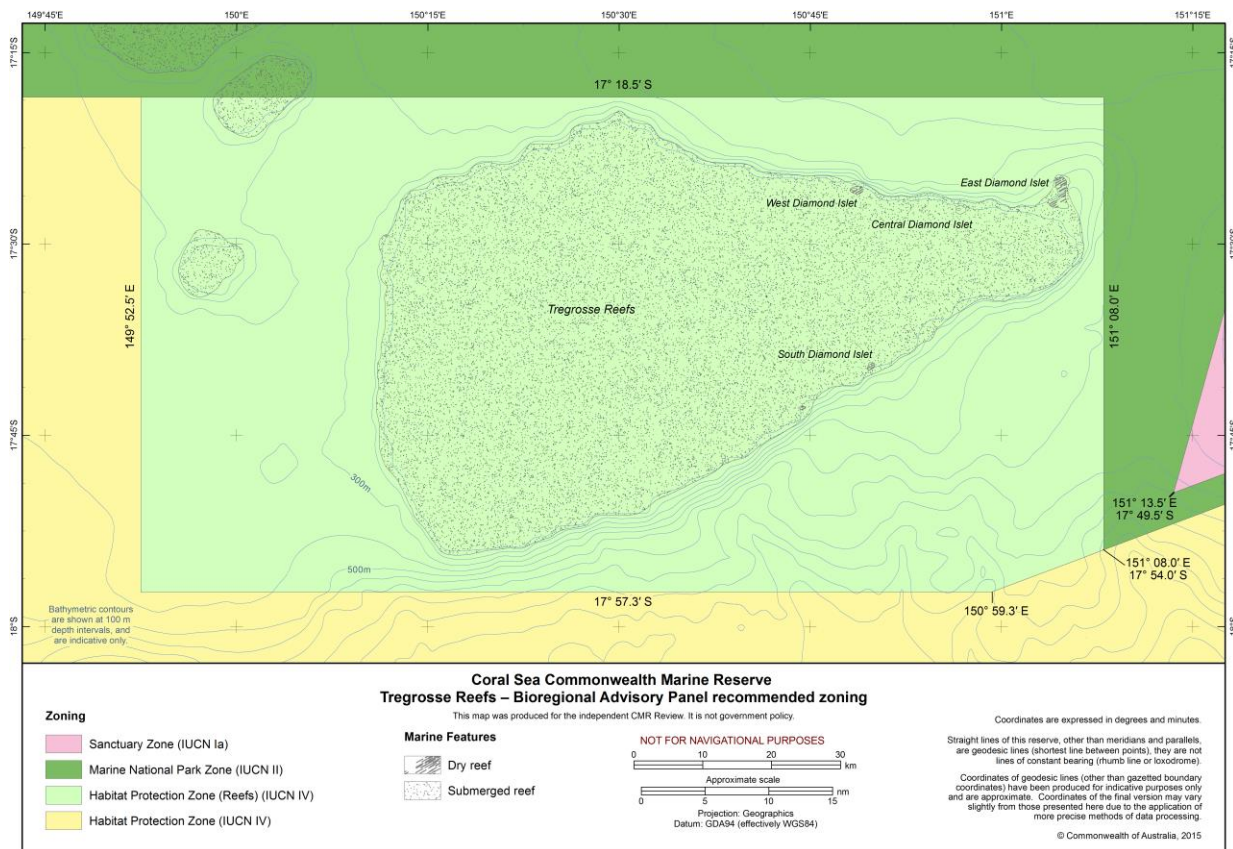 149°45'E
150°E
150°15'E
150°30'E
150°45'E
151°E
151°15'E
17°15'S
17°15'S
17° 18.5' S
East Diamond Islet
West Diamond Islet
Central Diamond Islet
17°30'S
17°30'S
149° 52.5' E
Tregrosse Reefs
151° 08.0' E
South Diamond Islet
17°45'S
17°45'S
300m
151° 13.5' E
17° 49.5' S
500m
151° 08.0' E
17° 54.0' S
17° 57.3' S
150° 59.3' E
Bathymetric contours
are shown at 100 m
depth intervals, and
are indicative only.
18°S
18°S
Coral Sea Commonwealth Marine Reserve
Tregrosse Reefs – Bioregional Advisory Panel recommended zoning
This map was produced for the independent CMR Review. It is not government policy.
Zoning
Sanctuary Zone (IUCN Ia)
Marine National Park Zone (IUCN II)
Habitat Protection Zone (Reefs) (IUCN IV)
Habitat Protection Zone (IUCN IV)
Marine Features
Dry reef
Submerged reef
NOT FOR NAVIGATIONAL PURPOSES
0 10 20 30
km
Approximate scale
0 5 10 15
nm
Projection: Geographics
Datum: GDA94 (effectively WGS84)
Coordinates are expressed in degrees and minutes.
Straight lines of this reserve, other than meridians and parallels,
are geodesic lines (shortest line between points), they are not
lines of constant bearing (rhumb line or loxodrome).
Coordinates of geodesic lines (other than gazetted boundary
coordinates) have been produced for indicative purposes only
and are approximate. Coordinates of the final version may vary
slightly from those presented here due to the application of
more precise methods of data processing.
© Commonwealth of Australia, 2015